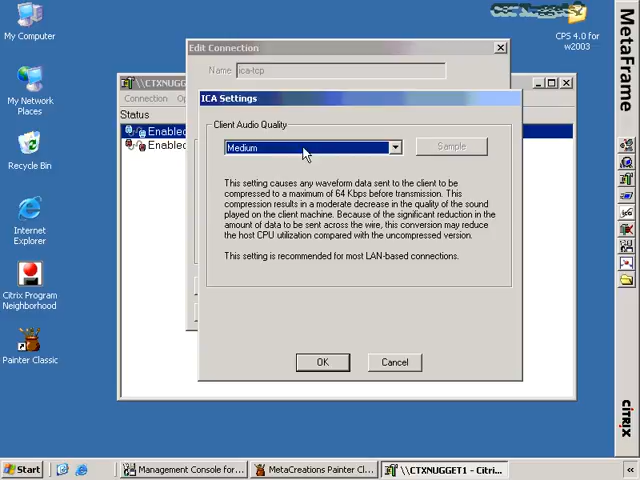 My Computer
My Network
Places
Recycle Bin
Internet
Explorer
Citrix Program
Neighborhood
Painter Classic
CPS 4.0 for
w2003
MetaFrame
CITRIX
Edit Connection
Name:
ica-tcp
\\CTXNUGGET
Connection
Status
Enabled
Enabled
ICA Settings
Client Audio Quality
Medium
Sample
This setting causes any waveform data sent to the client to be
compressed to a maximum of 64 Kbps before transmission. This
compression results in a moderate decrease in the quality of the sound
played on the client machine. Because of the significant reduction in the
amount of data to be sent across the wire, this conversion may reduce
the host CPU utilization compared with the uncompressed version.
This setting is recommended for most LAN-based connections.
OK
Cancel
Start
Management Console for...
MetaCreations Painter Cl...
\\CTXNUGGET1 - Citri...